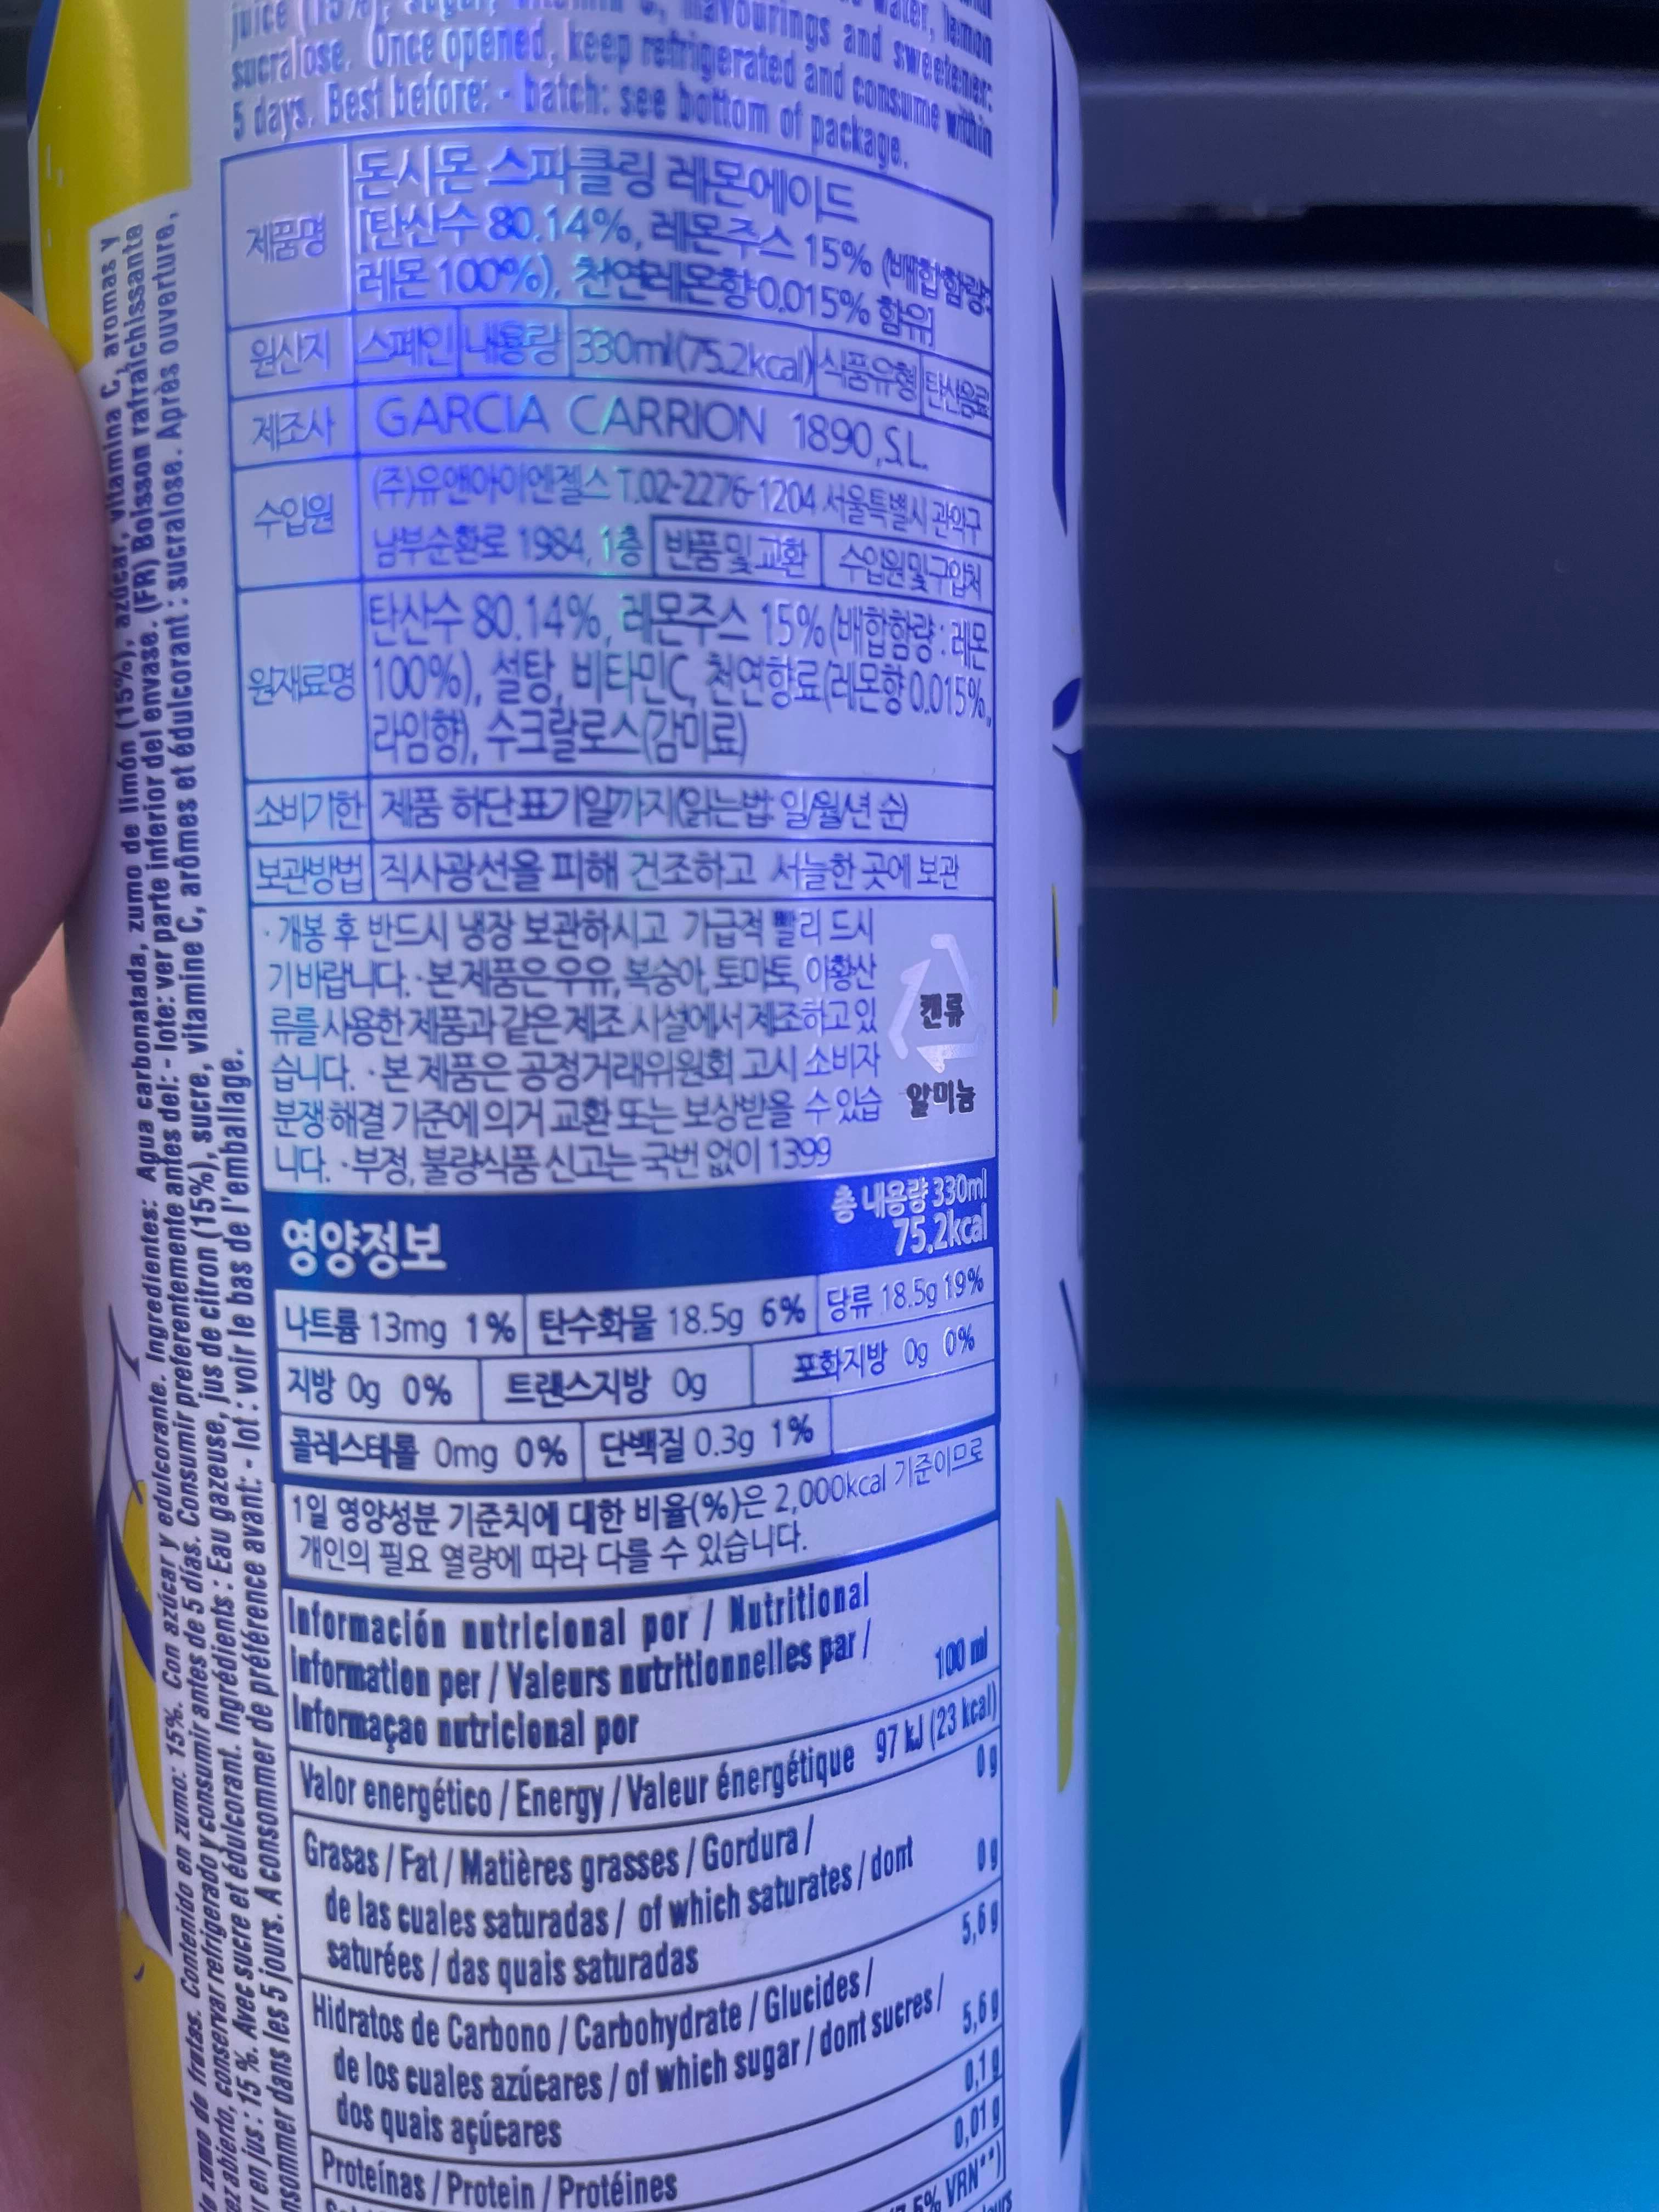 juice (15%), sugar, vitamin C, flavourings and sweetener:
sucralose. Once opened, keep refrigerated and consume within
5 days. Best before: - batch: see bottom of package.
제품명 돈시몬 스파클링 레몬에이드
[탄산수 80.14%, 레몬주스 15% (배합함량:
레몬 100%), 천연레몬향 0.015% 함유]
원산지 스페인 내용량 330ml(75.2kcal) 식품유형 탄산음료
제조사 GARCIA CARRION 1890,S.L.
수입원 (주)유앤아이엔젤스 T.02-2276-1204 서울특별시 관악구
남부순환로 1984, 1층 반품 및 교환 수입원및구입처
원재료명 탄산수 80.14%, 레몬주스 15%(배합함량:레몬
100%), 설탕, 비타민C, 천연향료(레몬향 0.015%,
라임향), 수크랄로스(감미료)
소비기한 제품 하단 표기일까지(읽는법: 일/월/년 순)
보관방법 직사광선을 피해 건조하고 서늘한 곳에 보관
·개봉 후 반드시 냉장 보관하시고 가급적 빨리 드시
기바랍니다. ·본 제품은 우유, 복숭아, 토마토, 아황산
류를 사용한 제품과 같은 제조 시설에서 제조하고 있
습니다. ·본 제품은 공정거래위원회 고시 소비자
분쟁 해결 기준에 의거 교환 또는 보상받을 수 있습
니다. ·부정, 불량식품 신고는 국번 없이 1399
캔류
알미늄
영양정보
총 내용량 330ml
75.2kcal
나트륨 13mg 1% 탄수화물 18.5g 6% 당류 18.5g 19%
지방 0g 0% 트랜스지방 0g 포화지방 0g 0%
콜레스테롤 0mg 0% 단백질 0.3g 1%
1일 영양성분 기준치에 대한 비율(%)은 2,000kcal 기준이므로
개인의 필요 열량에 따라 다를 수 있습니다.
Información nutricional por / Nutritional
information per / Valeurs nutritionnelles par /
Informaçao nutricional por
100 ml
Valor energético / Energy / Valeur énergétique 97 kJ (23 kcal)
Grasas / Fat / Matières grasses / Gordura / 0 g
de las cuales saturadas / of which saturates / dont
saturées / das quais saturadas 0 g
Hidratos de Carbono / Carbohydrate / Glucides / 5,6 g
de los cuales azúcares / of which sugar / dont sucres /
dos quais açúcares 5,6 g
Proteínas / Protein / Protéines 0,1 g
0,01 g
5% VRN**)
Agua carbonatada, zumo de limón (15%), azúcar, vitamina C, aromas y
edulcorante. Ingredientes:
lote: ver parte inferior del envase. (FR) Boisson rafraîchissante
Contenido en zumo: 15%. Con azúcar y edulcorante.
conservar refrigerado y consumir antes de 5 días. Consumir preferentemente antes del: -
en jus : 15 %. Avec sucre et édulcorant. Ingrédients : Eau gazeuse, jus de citron (15%), sucre, vitamine C, arômes et édulcorant : sucralose. Après ouverture,
dans les 5 jours. A consommer de préférence avant: - lot : voir le bas de l'emballage.